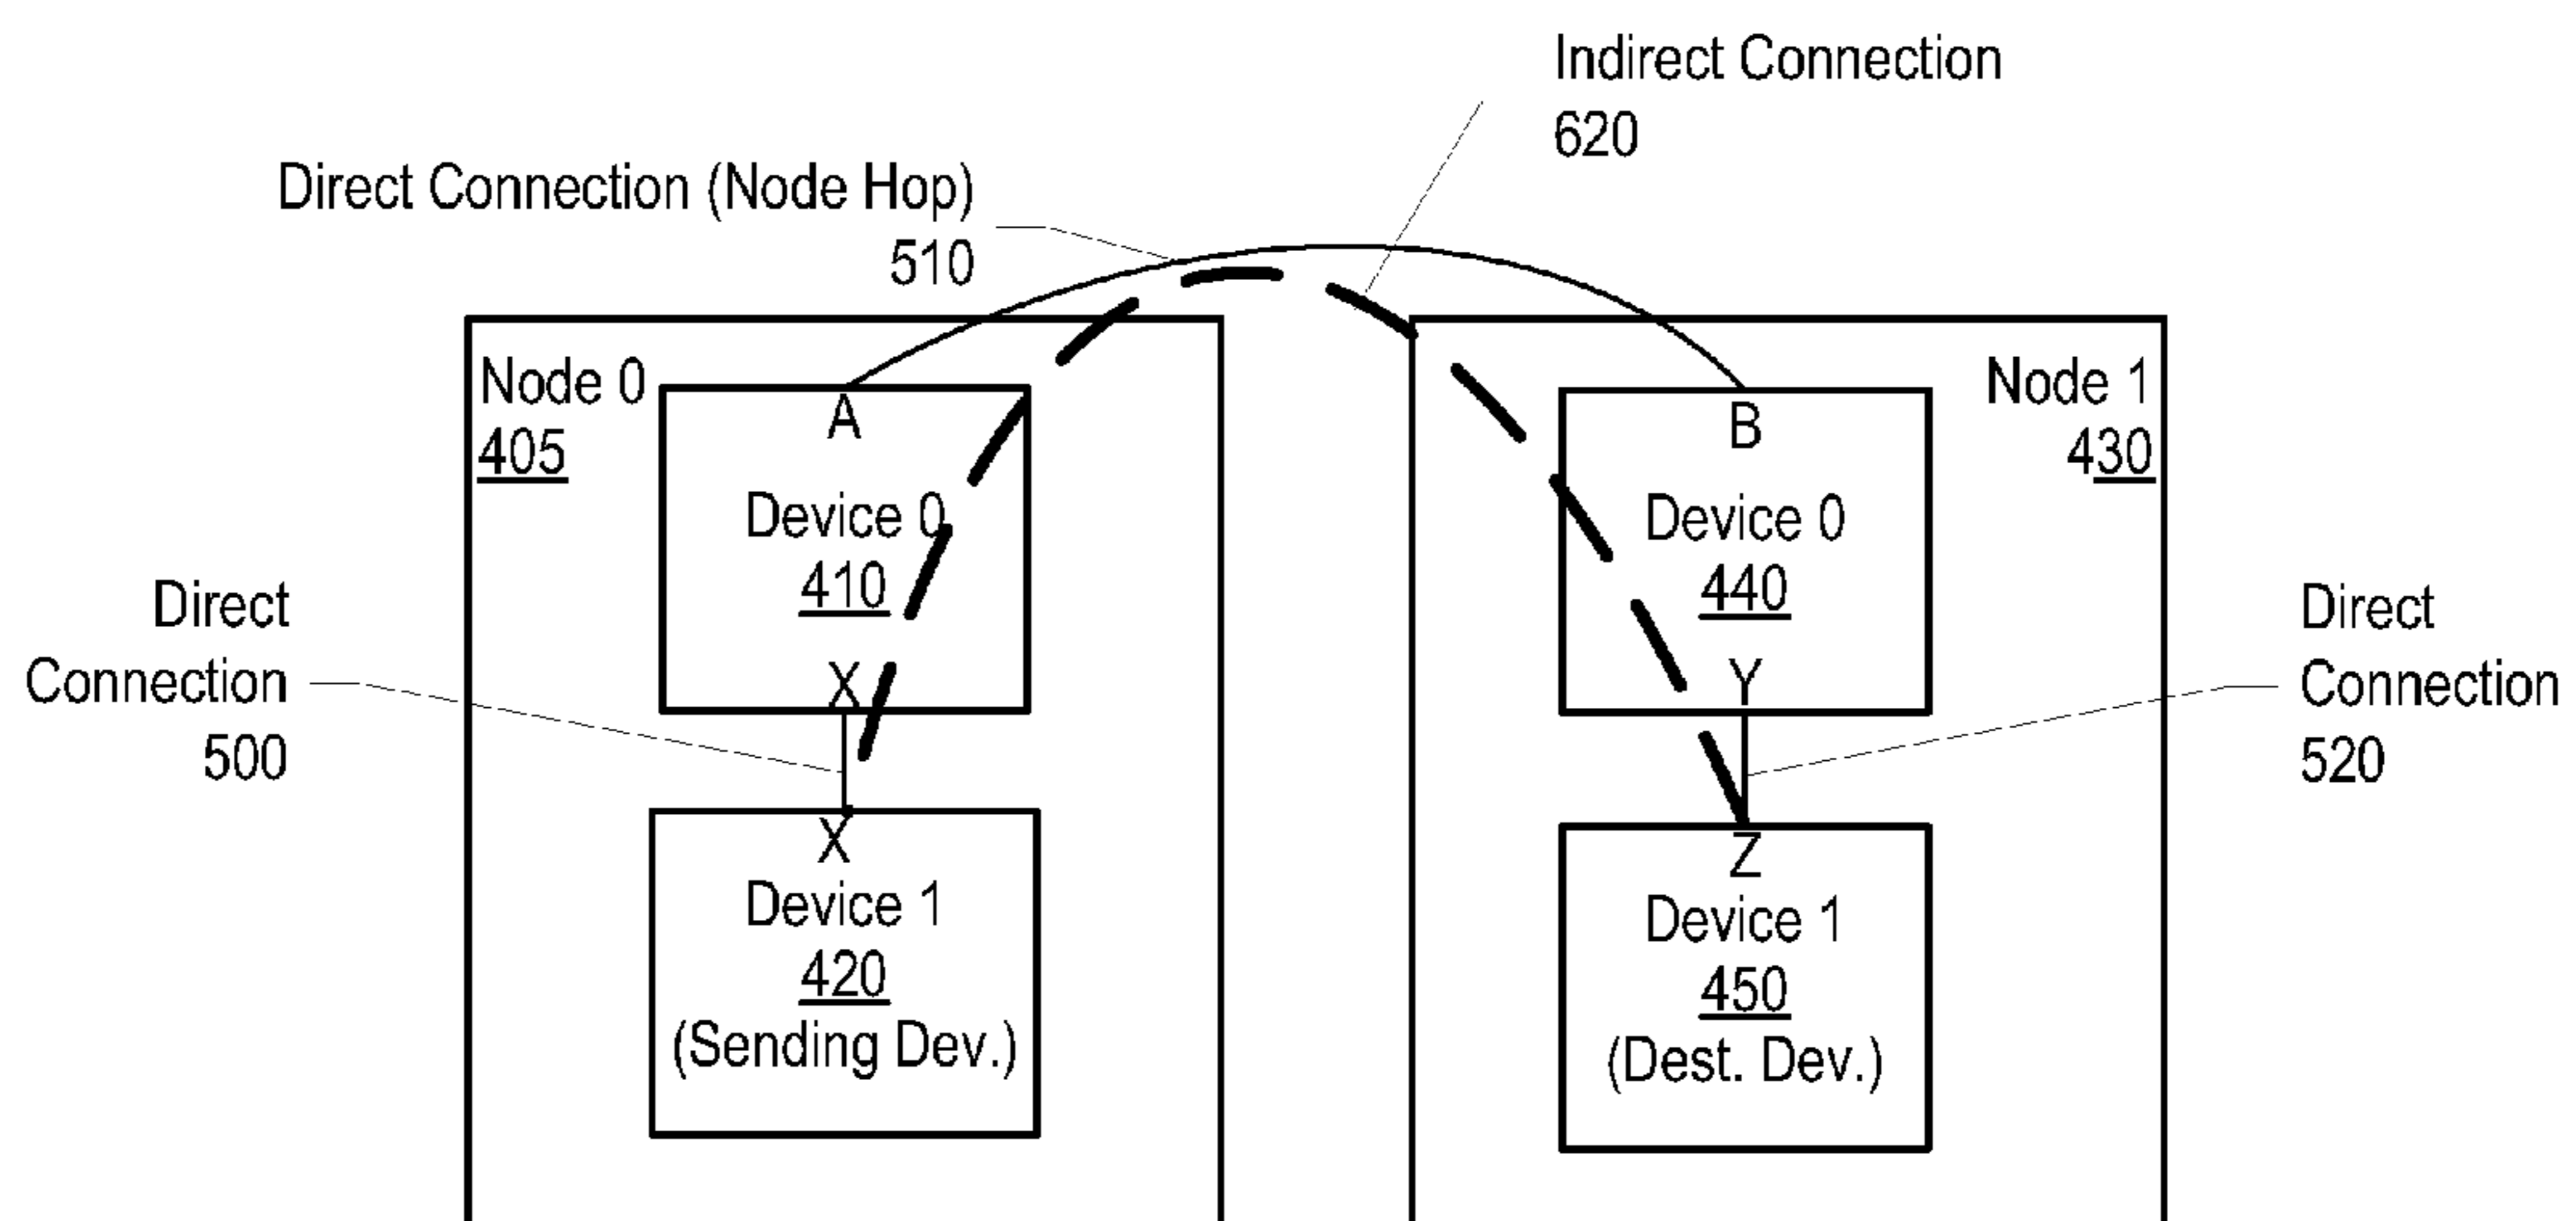 Indirect Connection
620
Direct Connection (Node Hop)
510
Node 0
405
A
Device 0
410
X
Direct
Connection
500
X
Device 1
420
(Sending Dev.)
Node 1
430
B
Device 0
440
Y
Direct
Connection
520
Z
Device 1
450
(Dest. Dev.)